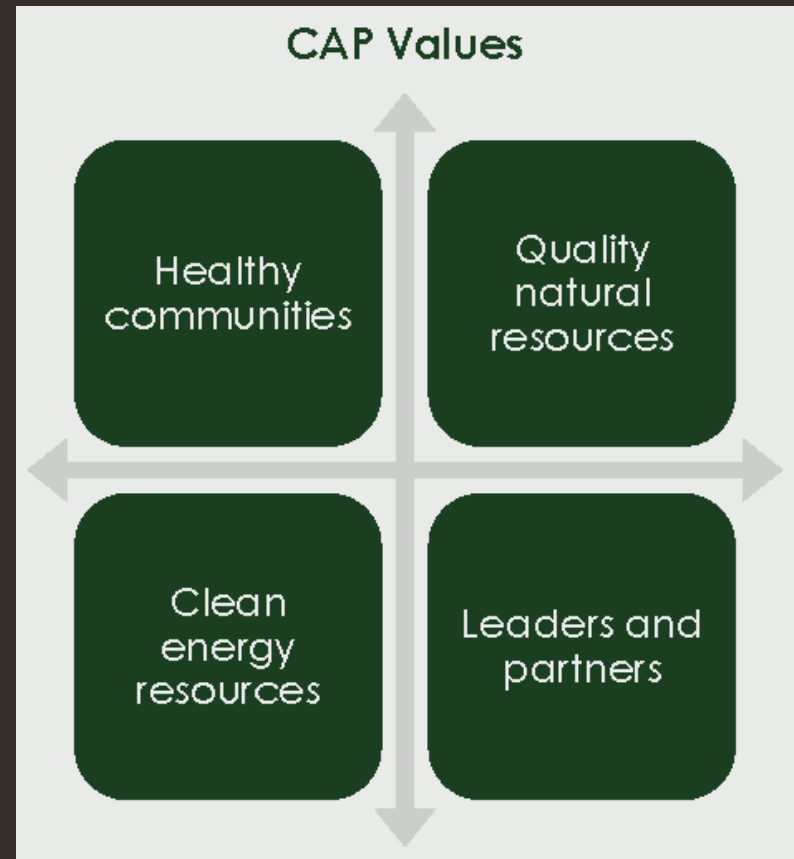 CAP Values
Healthy
communities
Quality
natural
resources
Clean
energy
resources
Leaders and
partners